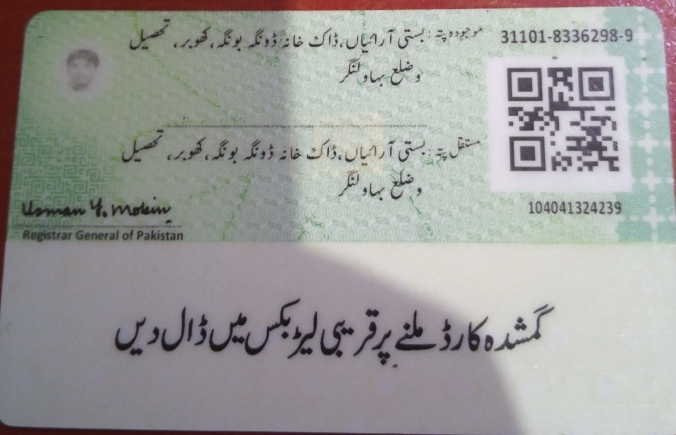 موجودہ پتہ: بستی آرائیاں، ڈاک خانہ ڈونگہ بونگہ، کھوبر، تحصیل
و ضلع بہاولنگر
31101-8336298-9
مستقل پتہ: بستی آرائیاں، ڈاک خانہ ڈونگہ بونگہ، کھوبر، تحصیل
و ضلع بہاولنگر
104041324239
Usman Y. Mobin
Registrar General of Pakistan
گمشدہ کارڈ ملنے پر قریبی لیٹر بکس میں ڈال دیں